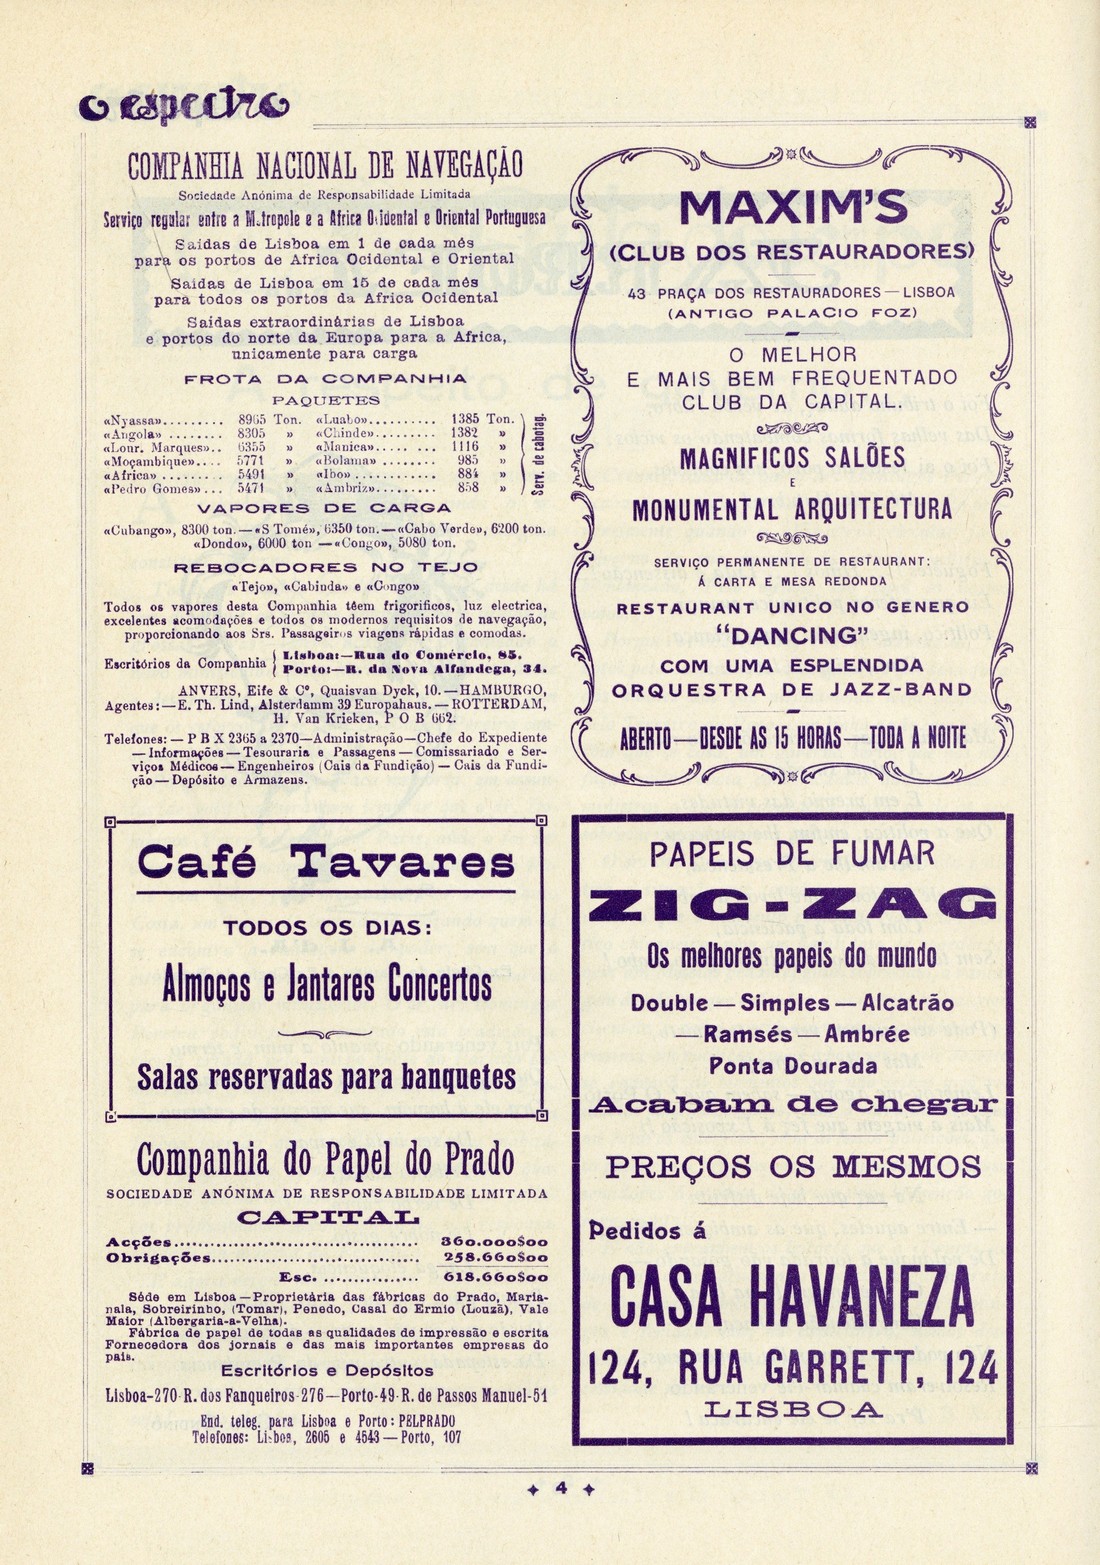 O espectro
COMPANHIA NACIONAL DE NAVEGAÇÃO
Sociedade Anónima de Responsabilidade Limitada
Serviço regular entre a M.tropole e a Africa Ocidental e Oriental Portuguesa
Saídas de Lisboa em 1 de cada mês
para os portos de Africa Ocidental e Oriental
Saídas de Lisboa em 15 de cada mês
para todos os portos da Africa Ocidental
Saidas extraordinárias de Lisboa
e portos do norte da Europa para a Africa,
unicamente para carga
FROTA DA COMPANHIA
PAQUETES
«Nyassa»......... 8965 Ton. «Luabo».......... 1385 Ton.
«Angola» ........ 8305 » «Chinde»........ 1382 »
«Lour. Marques».. 6355 » «Manica»..... ... 1116 »
«Moçambique».... 5771 » «Bolama» ........ 985 »
«Africa» ......... 5491 » «Ibo»............ 884 »
«Pedro Gomes»... 5471 » «Ambriz»......... 858 »
Serv. de cabotag.
VAPORES DE CARGA
«Cubango», 8300 ton.—«S Tomé», 6350 ton.—«Cabo Verde», 6200 ton.
«Dondo», 6000 ton —«Congo», 5080 ton.
REBOCADORES NO TEJO
«Tejo», «Cabinda» e «Congo»
Todos os vapores desta Companhia têem frigorificos, luz electrica,
excelentes acomodações e todos os modernos requisitos de navegação,
proporcionando aos Srs. Passageiros viagens rápidas e comodas.
Escritórios da Companhia { Lisboa:—Rua do Comércio, 85.
Porto:—R. da Nova Alfandega, 34.
ANVERS, Eife & Cº, Quaisvan Dyck, 10.—HAMBURGO,
Agentes:—E. Th. Lind, Alsterdamm 39 Europahaus.—ROTTERDAM,
H. Van Krieken, P O B 662.
Telefones: — P B X 2365 a 2370—Administração—Chefe do Expediente
—Informações—Tesouraria e Passagens—Comissariado e Ser-
viços Médicos—Engenheiros (Cais da Fundição)—Cais da Fundi-
ção—Depósito e Armazens.
MAXIM'S
(CLUB DOS RESTAURADORES)
43 PRAÇA DOS RESTAURADORES—LISBOA
(ANTIGO PALACIO FOZ)
O MELHOR
E MAIS BEM FREQUENTADO
CLUB DA CAPITAL.
MAGNIFICOS SALÕES
E
MONUMENTAL ARQUITECTURA
SERVIÇO PERMANENTE DE RESTAURANT:
Á CARTA E MESA REDONDA
RESTAURANT UNICO NO GENERO
“DANCING”
COM UMA ESPLENDIDA
ORQUESTRA DE JAZZ-BAND
ABERTO—DESDE AS 15 HORAS—TODA A NOITE
Café Tavares
TODOS OS DIAS:
Almoços e Jantares Concertos
Salas reservadas para banquetes
Companhia do Papel do Prado
SOCIEDADE ANÓNIMA DE RESPONSABILIDADE LIMITADA
CAPITAL
Acções........................................ 360.000$00
Obrigações................................... 258.660$00
Esc. ................ 618.660$00
Séde em Lisboa—Proprietária das fábricas do Prado, Maria-
nala, Sobreirinho, (Tomar), Penedo, Casal do Ermio (Louzã), Vale
Maior (Albergaria-a-Velha).
Fábrica de papel de todas as qualidades de impressão e escrita
Fornecedora dos jornais e das mais importantes empresas do
país.
Escritórios e Depósitos
Lisboa-270-R. dos Fanqueiros-276—Porto-49-R. de Passos Manuel-51
End. teleg. para Lisboa e Porto: PELPRADO
Telefones: Lisboa, 2605 e 4543—Porto, 107
PAPEIS DE FUMAR
ZIG-ZAG
Os melhores papeis do mundo
Double—Simples—Alcatrão
—Ramsés—Ambrée
Ponta Dourada
Acabam de chegar
PREÇOS OS MESMOS
Pedidos á
CASA HAVANEZA
124, RUA GARRETT, 124
LISBOA
4